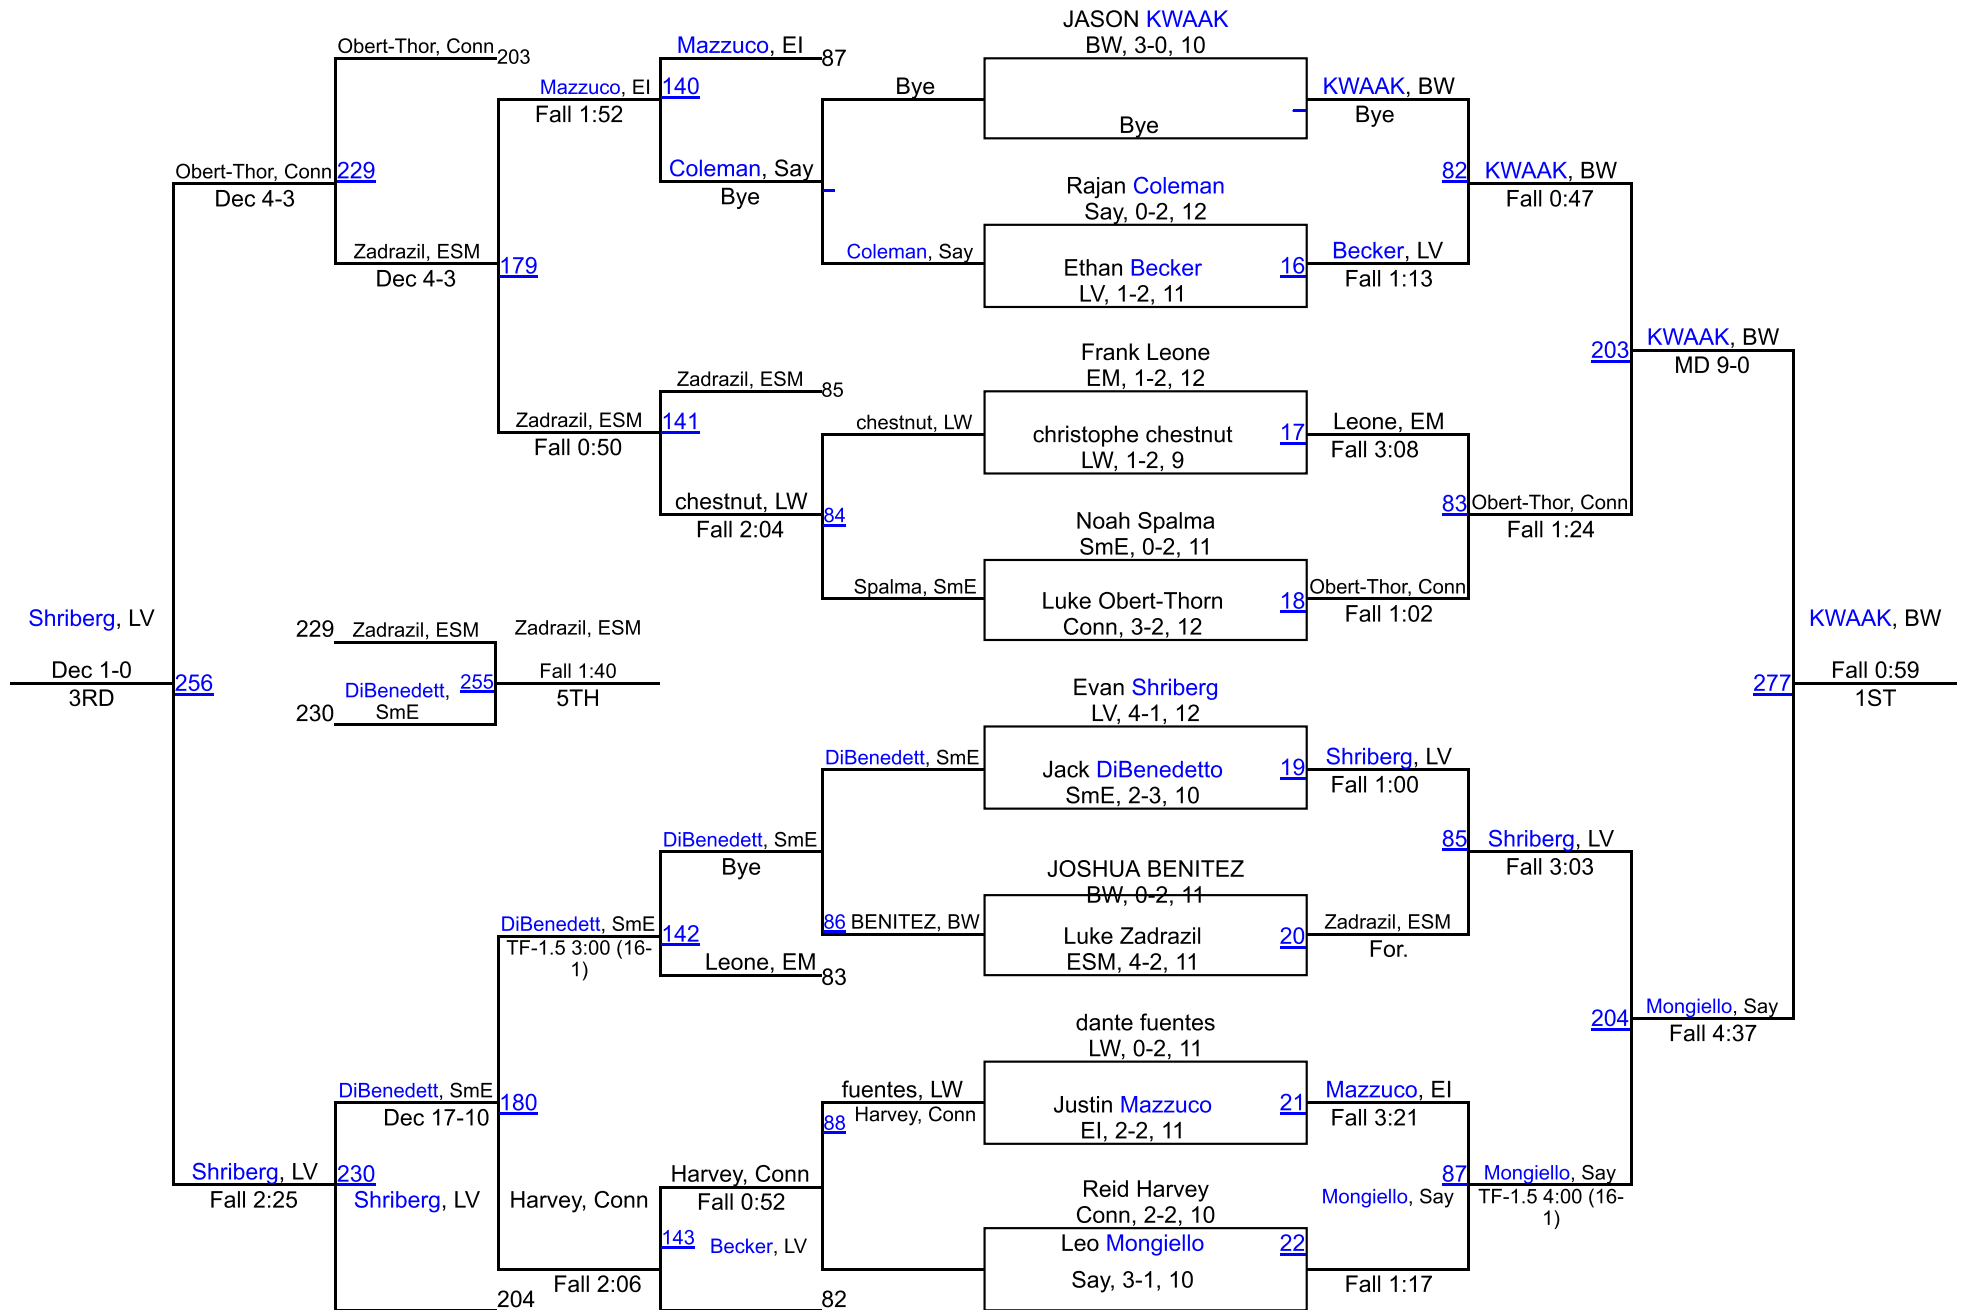 JASON KWAAK
BW, 3-0, 10
Bye
Rajan Coleman
Say, 0-2, 12
Ethan Becker
LV, 1-2, 11
16
Frank Leone
EM, 1-2, 12
christophe chestnut
LW, 1-2, 9
17
Noah Spalma
SmE, 0-2, 11
Luke Obert-Thorn
Conn, 3-2, 12
18
Evan Shriberg
LV, 4-1, 12
Jack DiBenedetto
SmE, 2-3, 10
19
JOSHUA BENITEZ
BW, 0-2, 11
Luke Zadrazil
ESM, 4-2, 11
20
dante fuentes
LW, 0-2, 11
Justin Mazzuco
EI, 2-2, 11
21
Reid Harvey
Conn, 2-2, 10
Leo Mongiello
Say, 3-1, 10
22
KWAAK, BW
Bye
82
Becker, LV
Fall 1:13
Leone, EM
Fall 3:08
83
Obert-Thor, Conn
Fall 1:02
Shriberg, LV
Fall 1:00
85
Zadrazil, ESM
For.
Mazzuco, EI
Fall 3:21
87
Mongiello, Say
Fall 1:17
KWAAK, BW
Fall 0:47
203
Obert-Thor, Conn
Fall 1:24
Shriberg, LV
Fall 3:03
204
Mongiello, Say
TF-1.5 4:00 (16-
1)
KWAAK, BW
MD 9-0
277
Mongiello, Say
Fall 4:37
KWAAK, BW
Fall 0:59
1ST
Bye
Coleman, Say
chestnut, LW
84
Spalma, SmE
DiBenedett, SmE
86 BENITEZ, BW
fuentes, LW
88 Harvey, Conn
Mazzuco, EI
87
140
Coleman, Say
Bye
Zadrazil, ESM
85
141
chestnut, LW
Fall 2:04
DiBenedett, SmE
Bye
142
Leone, EM
83
Harvey, Conn
Fall 0:52
143 Becker, LV
82
Mazzuco, EI
Fall 1:52
179
Zadrazil, ESM
Fall 0:50
DiBenedett, SmE
TF-1.5 3:00 (16-
1)
180
Harvey, Conn
Fall 2:06
Obert-Thor, Conn
203
229
Zadrazil, ESM
Dec 4-3
DiBenedett, SmE
Dec 17-10
230
Shriberg, LV
204
Obert-Thor, Conn
Dec 4-3
256
Shriberg, LV
Fall 2:25
Shriberg, LV
Dec 1-0
3RD
229
Zadrazil, ESM
255
230
DiBenedett,
SmE
Zadrazil, ESM
Fall 1:40
5TH